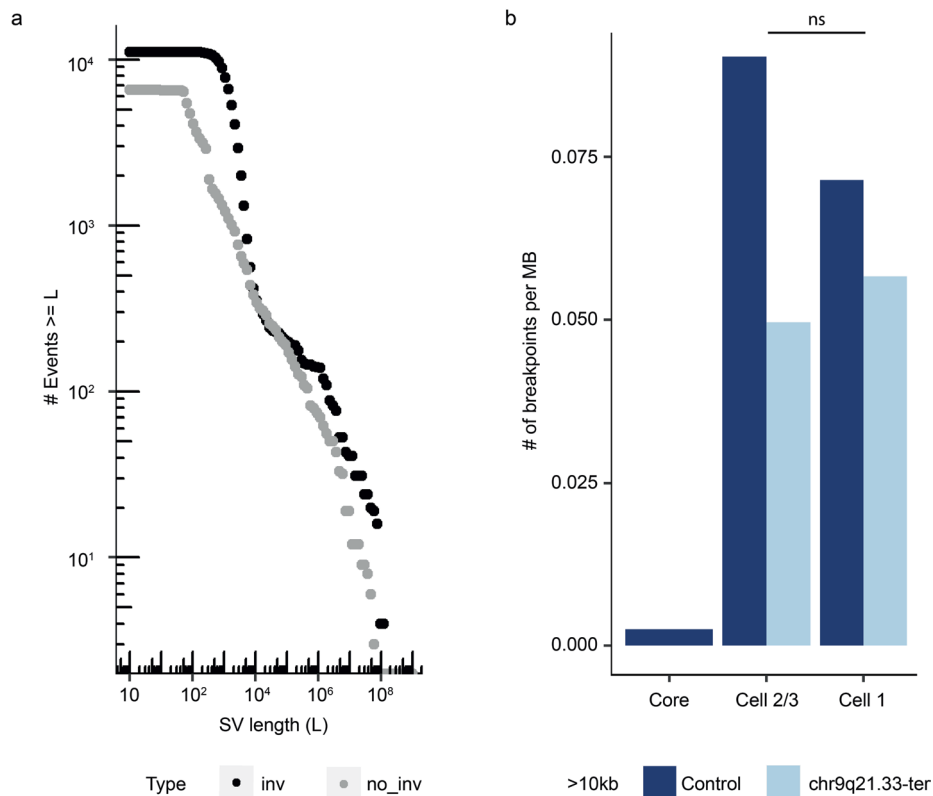 a
10⁴
10³
10²
10¹
# Events >= L
10
10²
10⁴
10⁶
10⁸
SV length (L)
Type
inv
no_inv
b
ns
0.075
0.050
0.025
0.000
# of breakpoints per MB
Core
Cell 2/3
Cell 1
>10kb
Control
chr9q21.33-ter